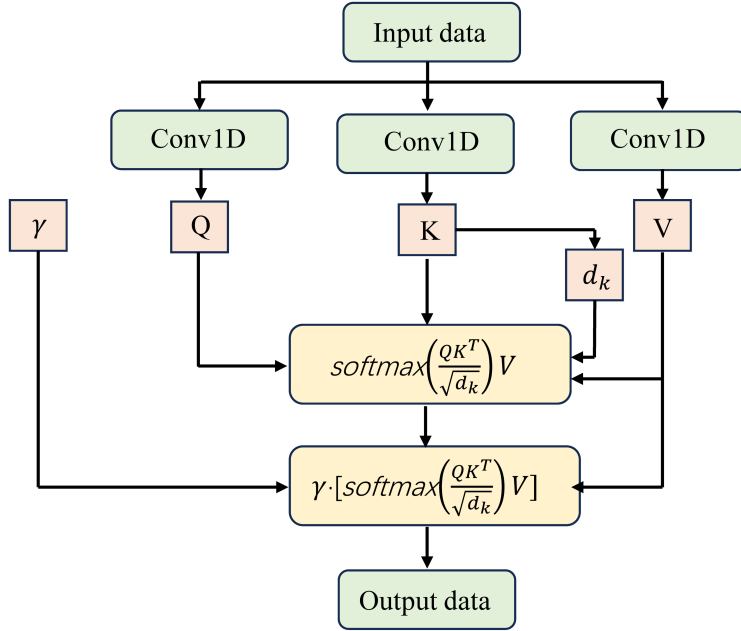 Input data
Conv1D
Conv1D
Conv1D
γ
Q
K
V
d_k
softmax(QK^T/√d_k)V
γ·[softmax(QK^T/√d_k)V]
Output data